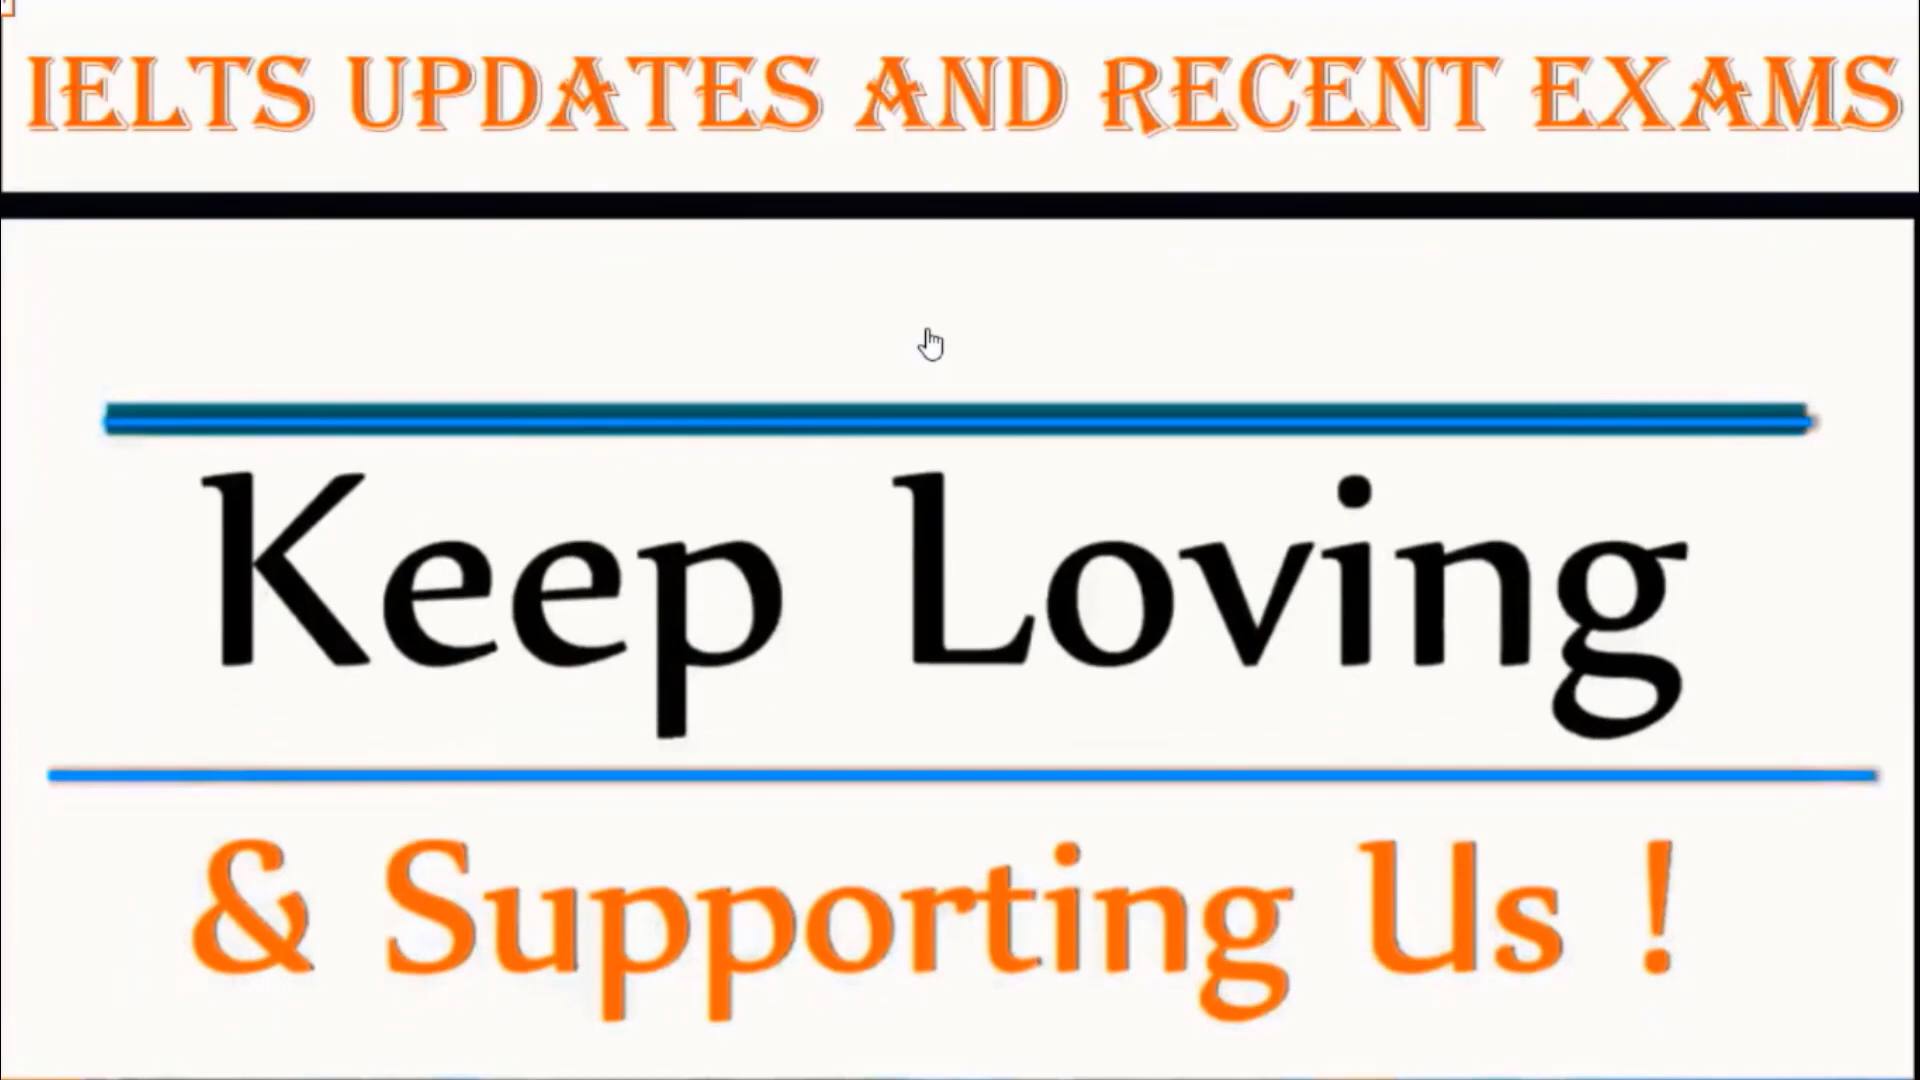 IELTS UPDATES AND RECENT EXAMS
Keep Loving
& Supporting Us !